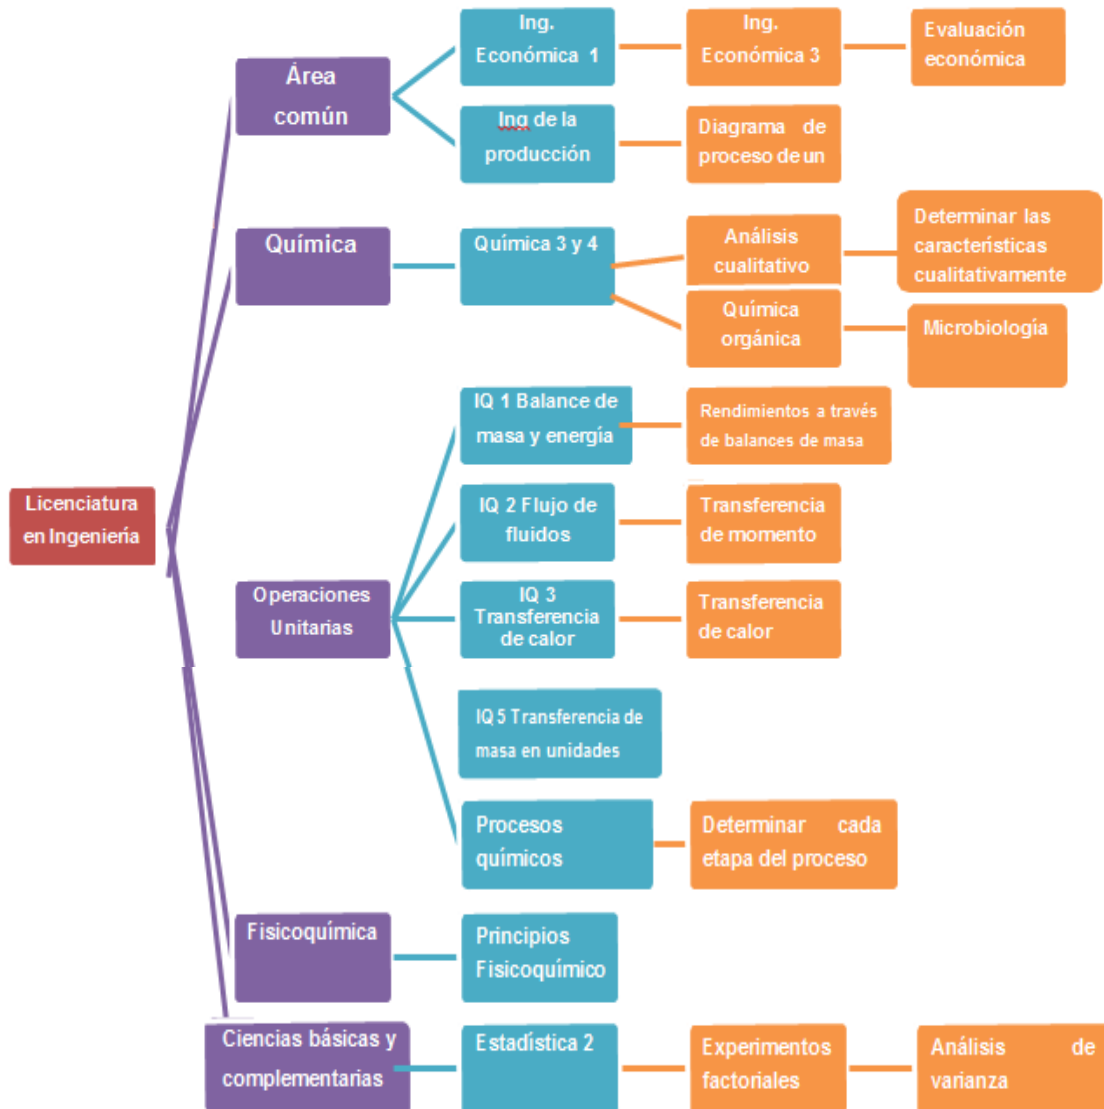 Licenciatura
en Ingeniería
Área
común
Ing.
Económica 1
Ing.
Económica 3
Evaluación
económica
Ing de la
producción
Diagrama de
proceso de un
Química
Química 3 y 4
Análisis
cualitativo
Determinar las
características
cualitativamente
Química
orgánica
Microbiología
Operaciones
Unitarias
IQ 1 Balance de
masa y energía
Rendimientos a través
de balances de masa
IQ 2 Flujo de
fluidos
Transferencia
de momento
IQ 3
Transferencia
de calor
Transferencia
de calor
IQ 5 Transferencia de
masa en unidades
Procesos
químicos
Determinar cada
etapa del proceso
Fisicoquímica
Principios
Fisicoquímico
Ciencias básicas y
complementarias
Estadística 2
Experimentos
factoriales
Análisis de
varianza